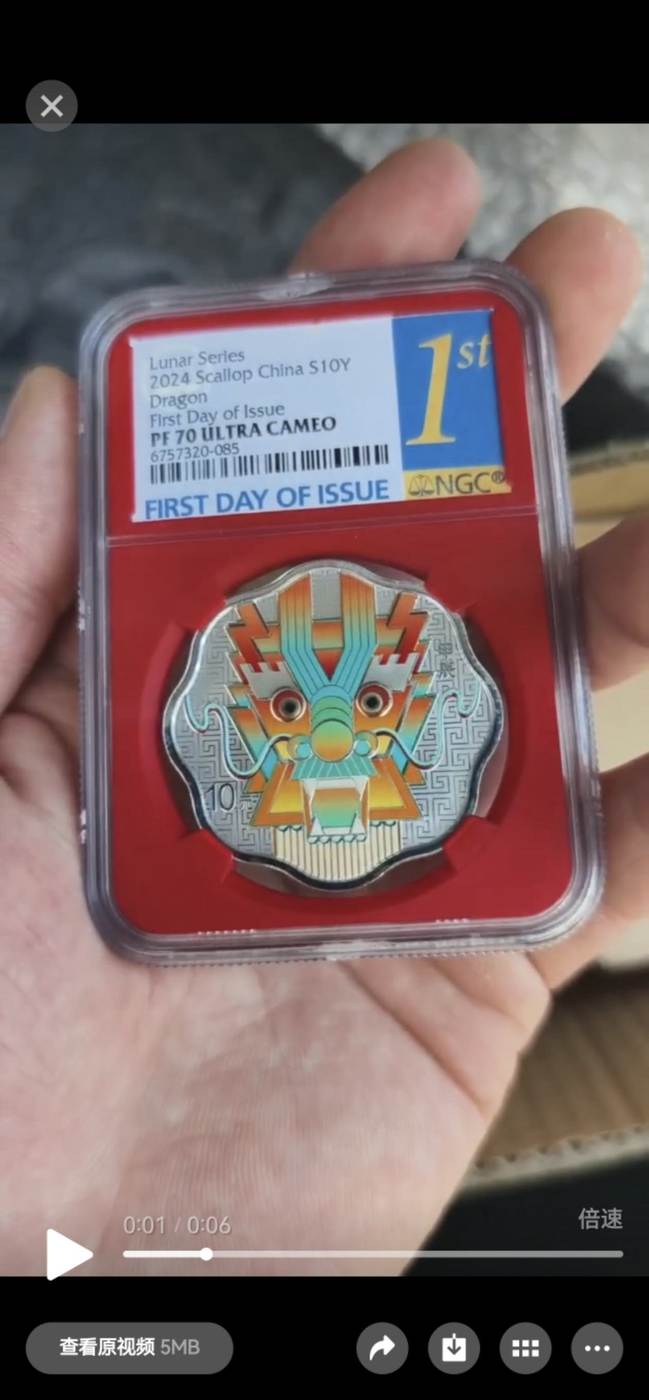 Lunar Series
2024 Scallop China S10Y
Dragon
First Day of Issue
PF 70 ULTRA CAMEO
6757320-085
FIRST DAY OF ISSUE
1st
NGC®
甲辰
10元
0:01 / 0:06
倍速
查看原视频 5MB